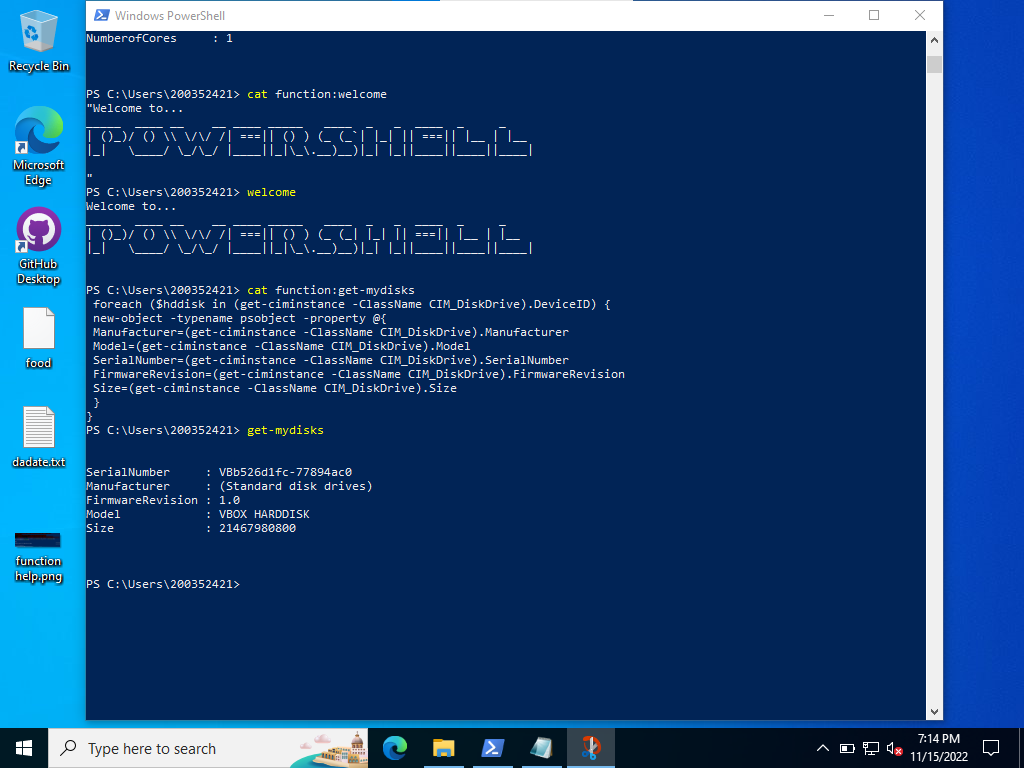 Windows PowerShell
NumberofCores     : 1
PS C:\Users\200352421> cat function:welcome
"Welcome to...
POWERSHELL
"
PS C:\Users\200352421> welcome
Welcome to...
POWERSHELL
PS C:\Users\200352421> cat function:get-mydisks
 foreach ($hddisk in (get-ciminstance -ClassName CIM_DiskDrive).DeviceID) {
 new-object -typename psobject -property @{
 Manufacturer=(get-ciminstance -ClassName CIM_DiskDrive).Manufacturer
 Model=(get-ciminstance -ClassName CIM_DiskDrive).Model
 SerialNumber=(get-ciminstance -ClassName CIM_DiskDrive).SerialNumber
 FirmwareRevision=(get-ciminstance -ClassName CIM_DiskDrive).FirmwareRevision
 Size=(get-ciminstance -ClassName CIM_DiskDrive).Size
 }
}
PS C:\Users\200352421> get-mydisks
SerialNumber     : VBb526d1fc-77894ac0
Manufacturer     : (Standard disk drives)
FirmwareRevision : 1.0
Model            : VBOX HARDDISK
Size             : 21467980800
PS C:\Users\200352421>
Recycle Bin
Microsoft
Edge
GitHub
Desktop
food
dadate.txt
function
help.png
Type here to search
7:14 PM
11/15/2022